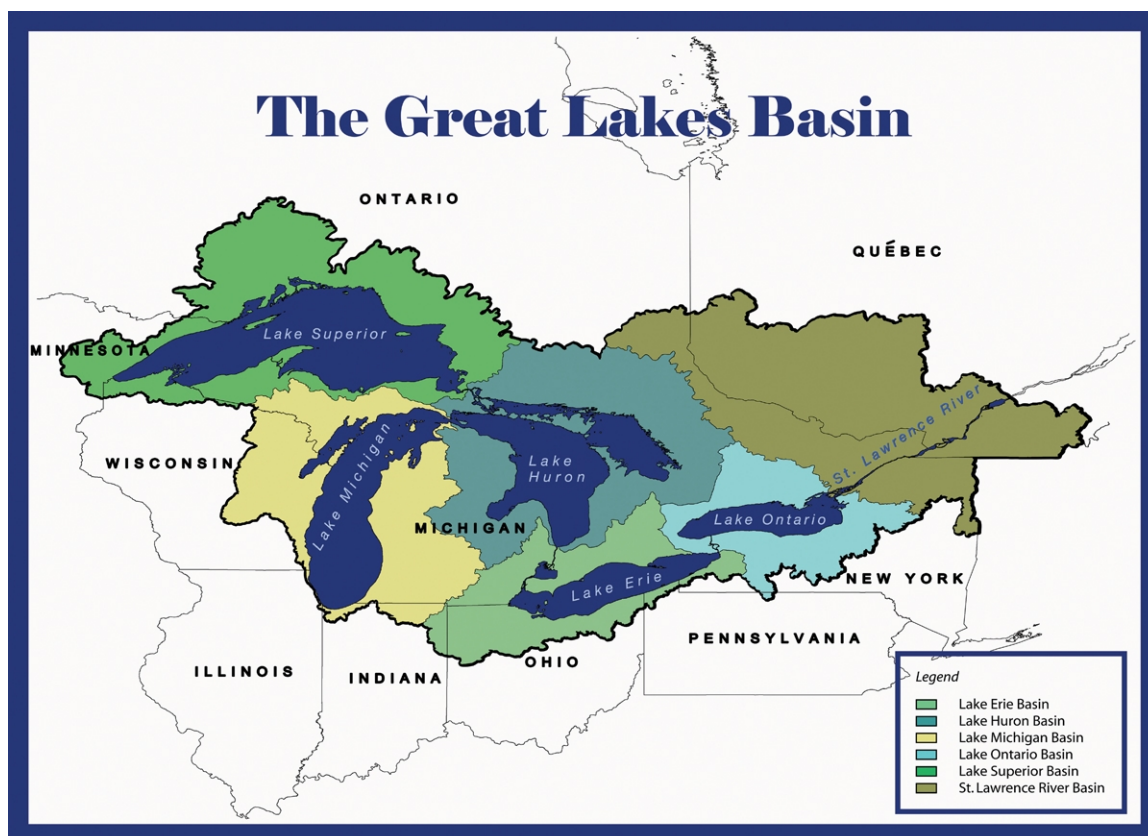 The Great Lakes Basin
ONTARIO
QUÉBEC
Lake Superior
MINNESOTA
St. Lawrence River
WISCONSIN
Lake Michigan
Lake
Huron
MICHIGAN
Lake Ontario
Lake Erie
NEW YORK
PENNSYLVANIA
OHIO
ILLINOIS
INDIANA
Legend
Lake Erie Basin
Lake Huron Basin
Lake Michigan Basin
Lake Ontario Basin
Lake Superior Basin
St. Lawrence River Basin